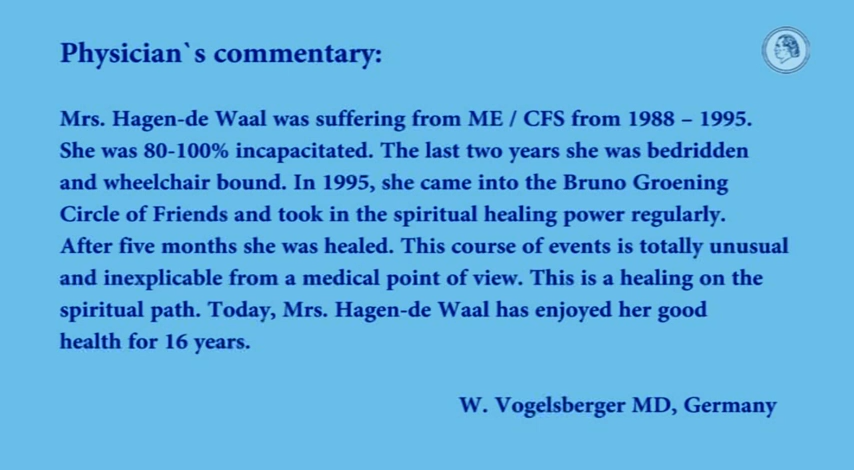 Physician`s commentary:
Mrs. Hagen-de Waal was suffering from ME / CFS from 1988 – 1995.
She was 80-100% incapacitated. The last two years she was bedridden
and wheelchair bound. In 1995, she came into the Bruno Groening
Circle of Friends and took in the spiritual healing power regularly.
After five months she was healed. This course of events is totally unusual
and inexplicable from a medical point of view. This is a healing on the
spiritual path. Today, Mrs. Hagen-de Waal has enjoyed her good
health for 16 years.
W. Vogelsberger MD, Germany